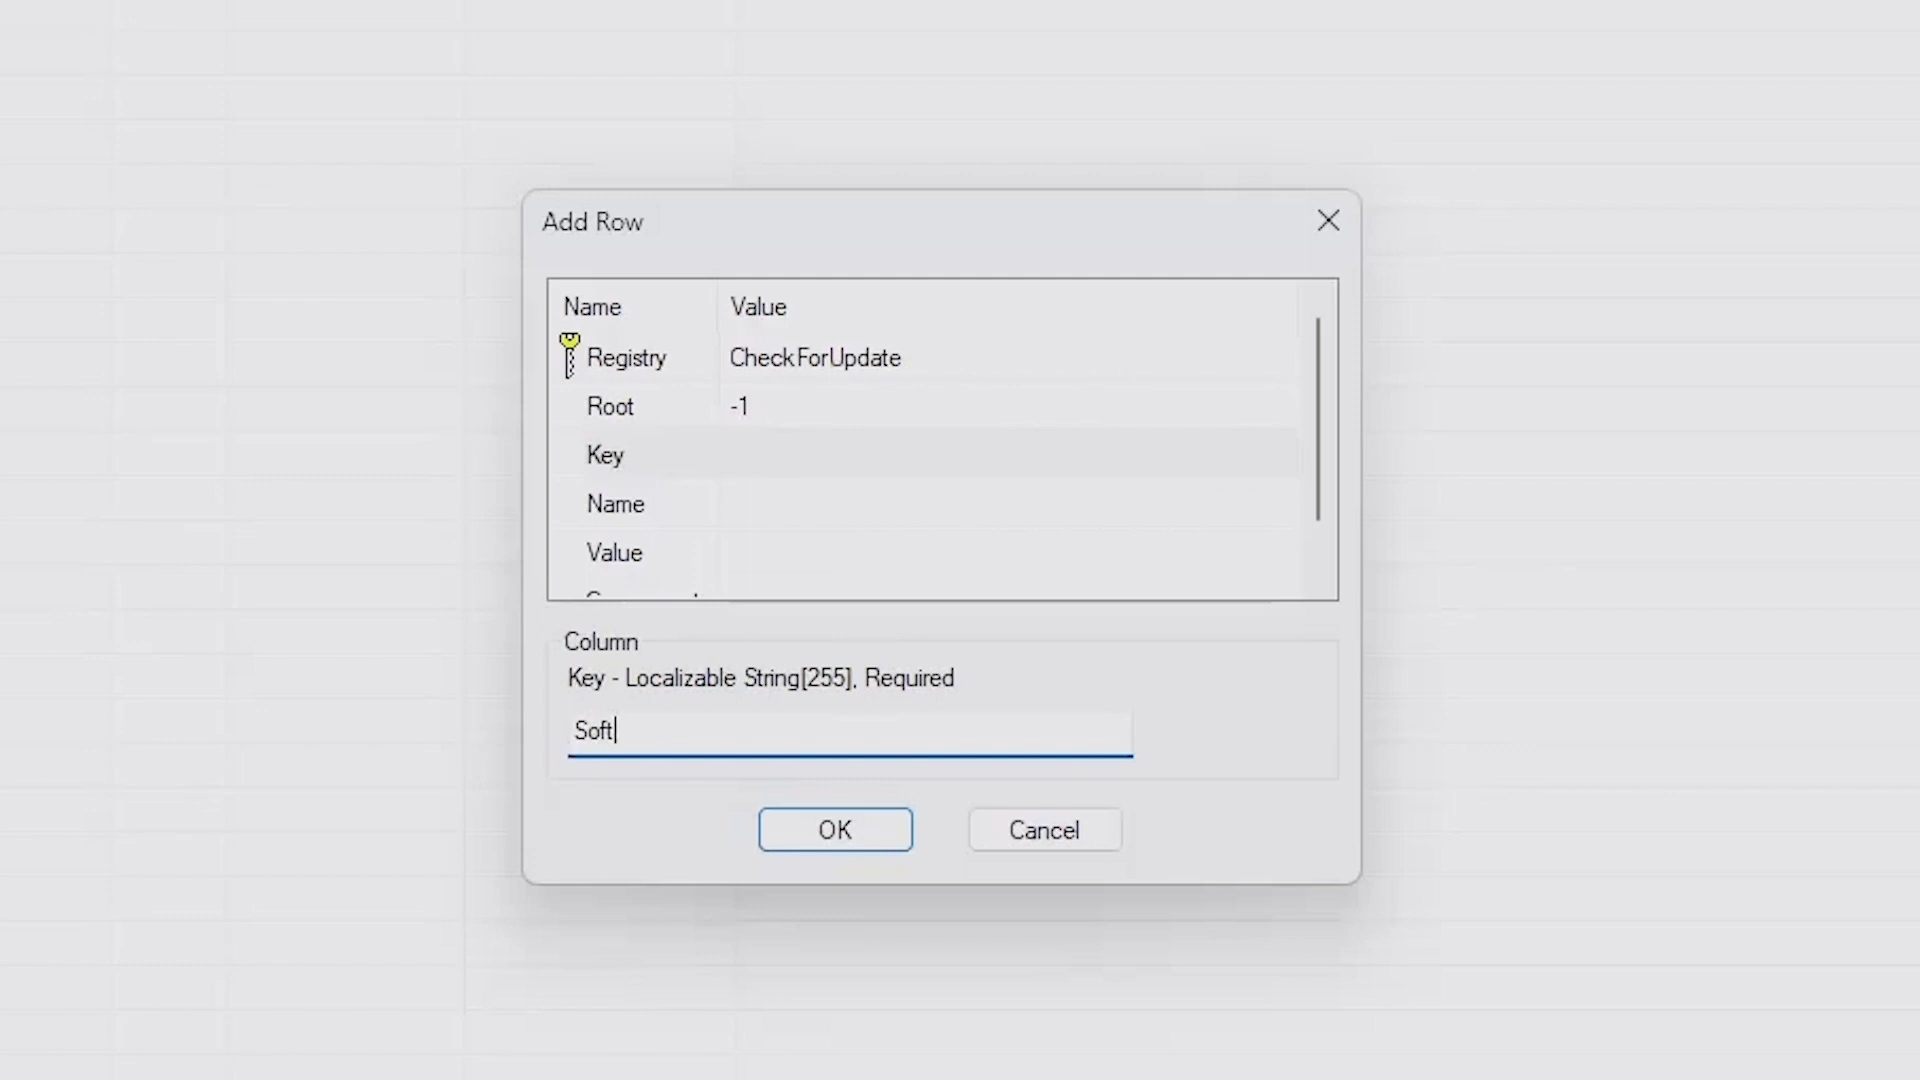 Add Row
Name Value
Registry CheckForUpdate
Root -1
Key
Name
Value
Column
Key - Localizable String[255], Required
Soft
OK Cancel